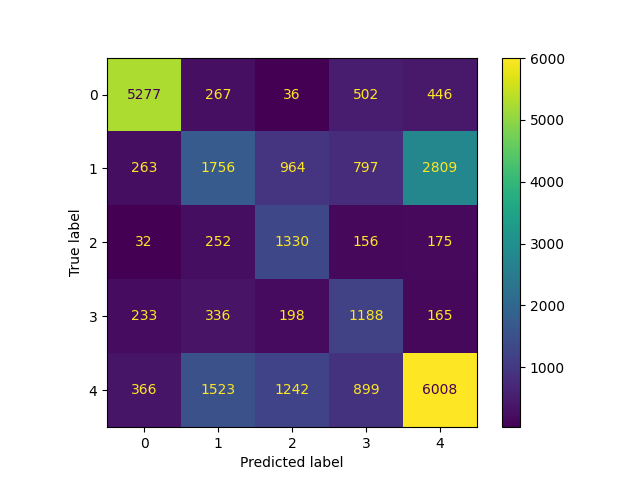 6000
0 5277 267 36 502 446
5000
1 263 1756 964 797 2809
4000
True label
2 32 252 1330 156 175
3000
3 233 336 198 1188 165
2000
4 366 1523 1242 899 6008
1000
0 1 2 3 4
Predicted label